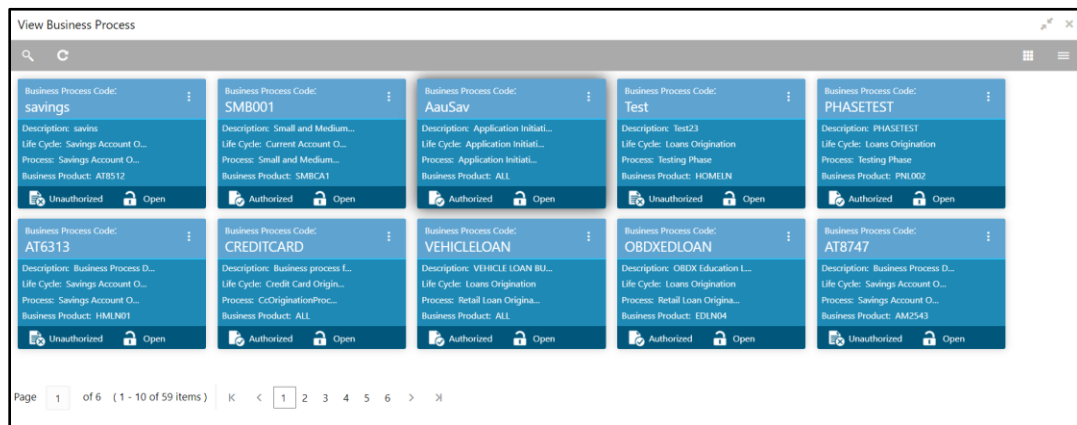 View Business Process
Business Process Code:
savings
Description: savins
Life Cycle: Savings Account O...
Process: Savings Account O...
Business Product: AT8512
Unauthorized Open
Business Process Code:
SMB001
Description: Small and Medium...
Life Cycle: Current Account O...
Process: Small and Medium...
Business Product: SMBCA1
Authorized Open
Business Process Code:
AauSav
Description: Application Initiati...
Life Cycle: Application Initiati...
Process: Application Initiati...
Business Product: ALL
Authorized Open
Business Process Code:
Test
Description: Test23
Life Cycle: Loans Origination
Process: Testing Phase
Business Product: HOMELN
Unauthorized Open
Business Process Code:
PHASETEST
Description: PHASETEST
Life Cycle: Loans Origination
Process: Testing Phase
Business Product: PNL002
Authorized Open
Business Process Code:
AT6313
Description: Business Process D...
Life Cycle: Savings Account O...
Process: Savings Account O...
Business Product: HMLN01
Unauthorized Open
Business Process Code:
CREDITCARD
Description: Business process f...
Life Cycle: Credit Card Origin...
Process: CcOriginationProc...
Business Product: ALL
Authorized Open
Business Process Code:
VEHICLELOAN
Description: VEHICLE LOAN BU...
Life Cycle: Loans Origination
Process: Retail Loan Origina...
Business Product: ALL
Authorized Open
Business Process Code:
OBDXEDLOAN
Description: OBDX Education L...
Life Cycle: Loans Origination
Process: Retail Loan Origina...
Business Product: EDLN04
Authorized Open
Business Process Code:
AT8747
Description: Business Process D...
Life Cycle: Savings Account O...
Process: Savings Account O...
Business Product: AM2543
Unauthorized Open
Page 1 of 6 ( 1 - 10 of 59 items ) 1 2 3 4 5 6